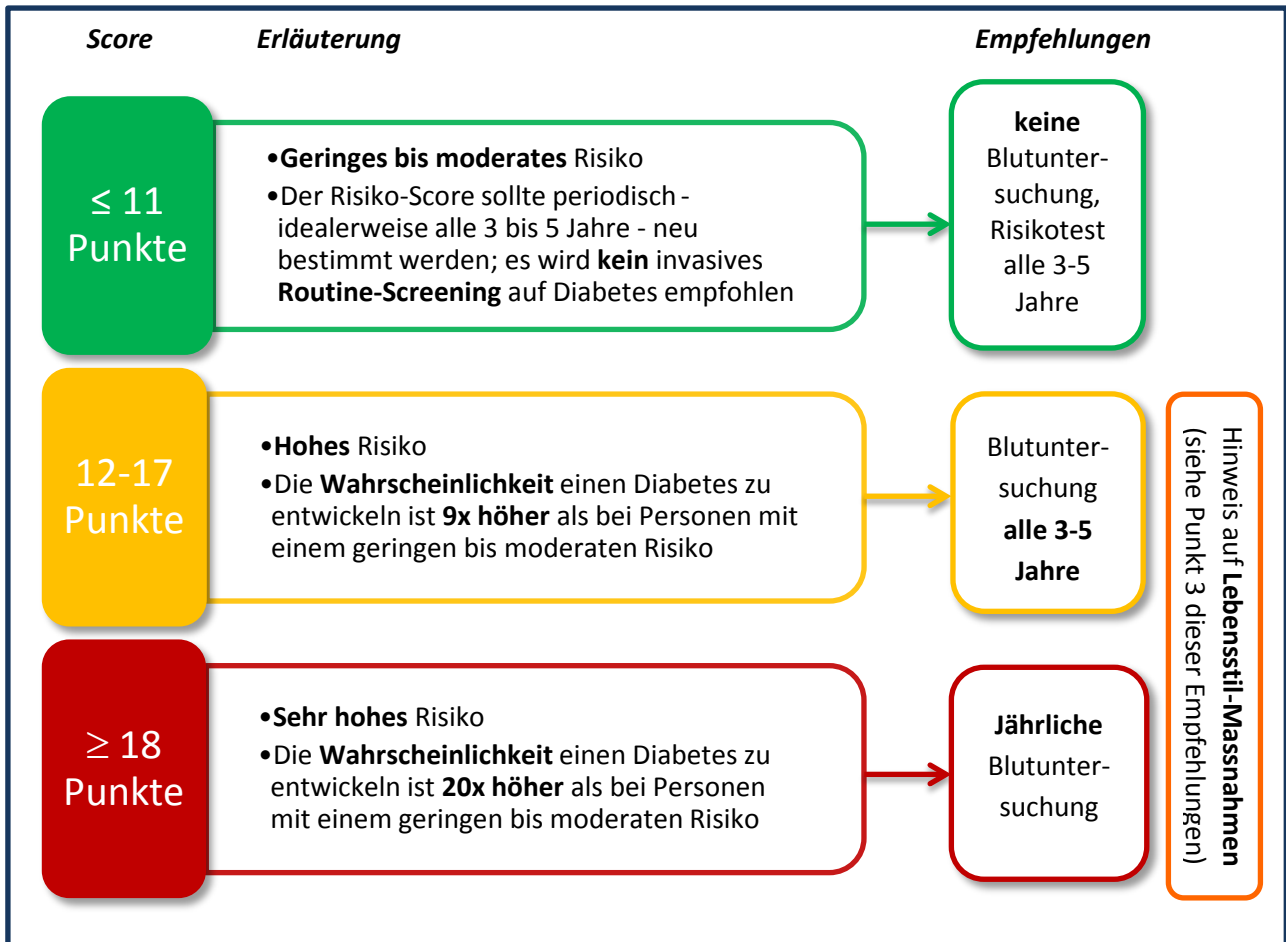 Score Erläuterung Empfehlungen
≤ 11
Punkte
•Geringes bis moderates Risiko
•Der Risiko-Score sollte periodisch -
idealerweise alle 3 bis 5 Jahre - neu
bestimmt werden; es wird kein invasives
Routine-Screening auf Diabetes empfohlen
keine
Blutunter-
suchung,
Risikotest
alle 3-5
Jahre
12-17
Punkte
•Hohes Risiko
•Die Wahrscheinlichkeit einen Diabetes zu
entwickeln ist 9x höher als bei Personen mit
einem geringen bis moderaten Risiko
Blutunter-
suchung
alle 3-5
Jahre
≥ 18
Punkte
•Sehr hohes Risiko
•Die Wahrscheinlichkeit einen Diabetes zu
entwickeln ist 20x höher als bei Personen
mit einem geringen bis moderaten Risiko
Jährliche
Blutunter-
suchung
Hinweis auf Lebensstil-Massnahmen
(siehe Punkt 3 dieser Empfehlungen)